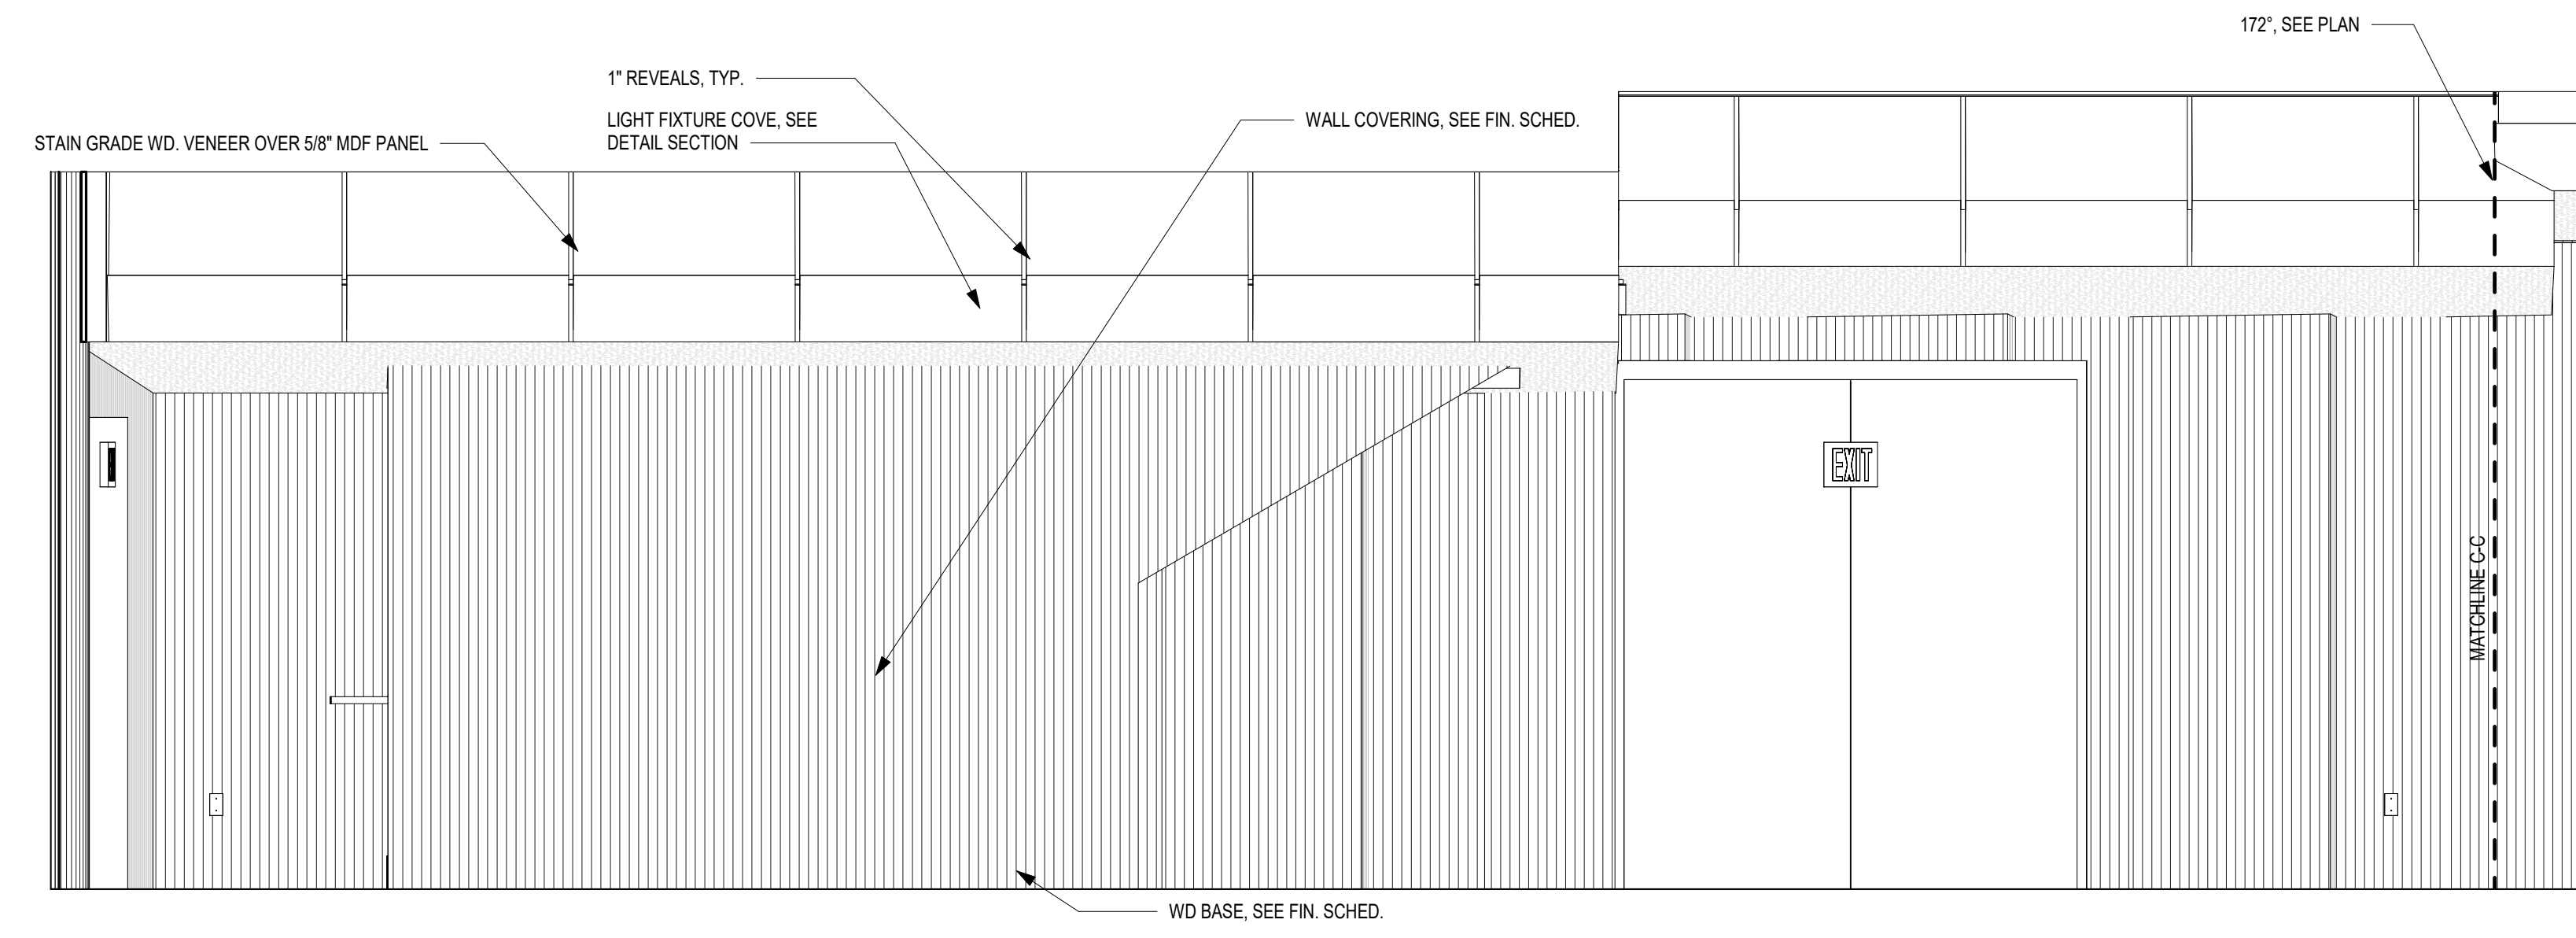 172°, SEE PLAN
1" REVEALS, TYP.
LIGHT FIXTURE COVE, SEE
DETAIL SECTION
WALL COVERING, SEE FIN. SCHED.
STAIN GRADE WD. VENEER OVER 5/8" MDF PANEL
EXIT
MATCHLINE C-C
WD BASE, SEE FIN. SCHED.